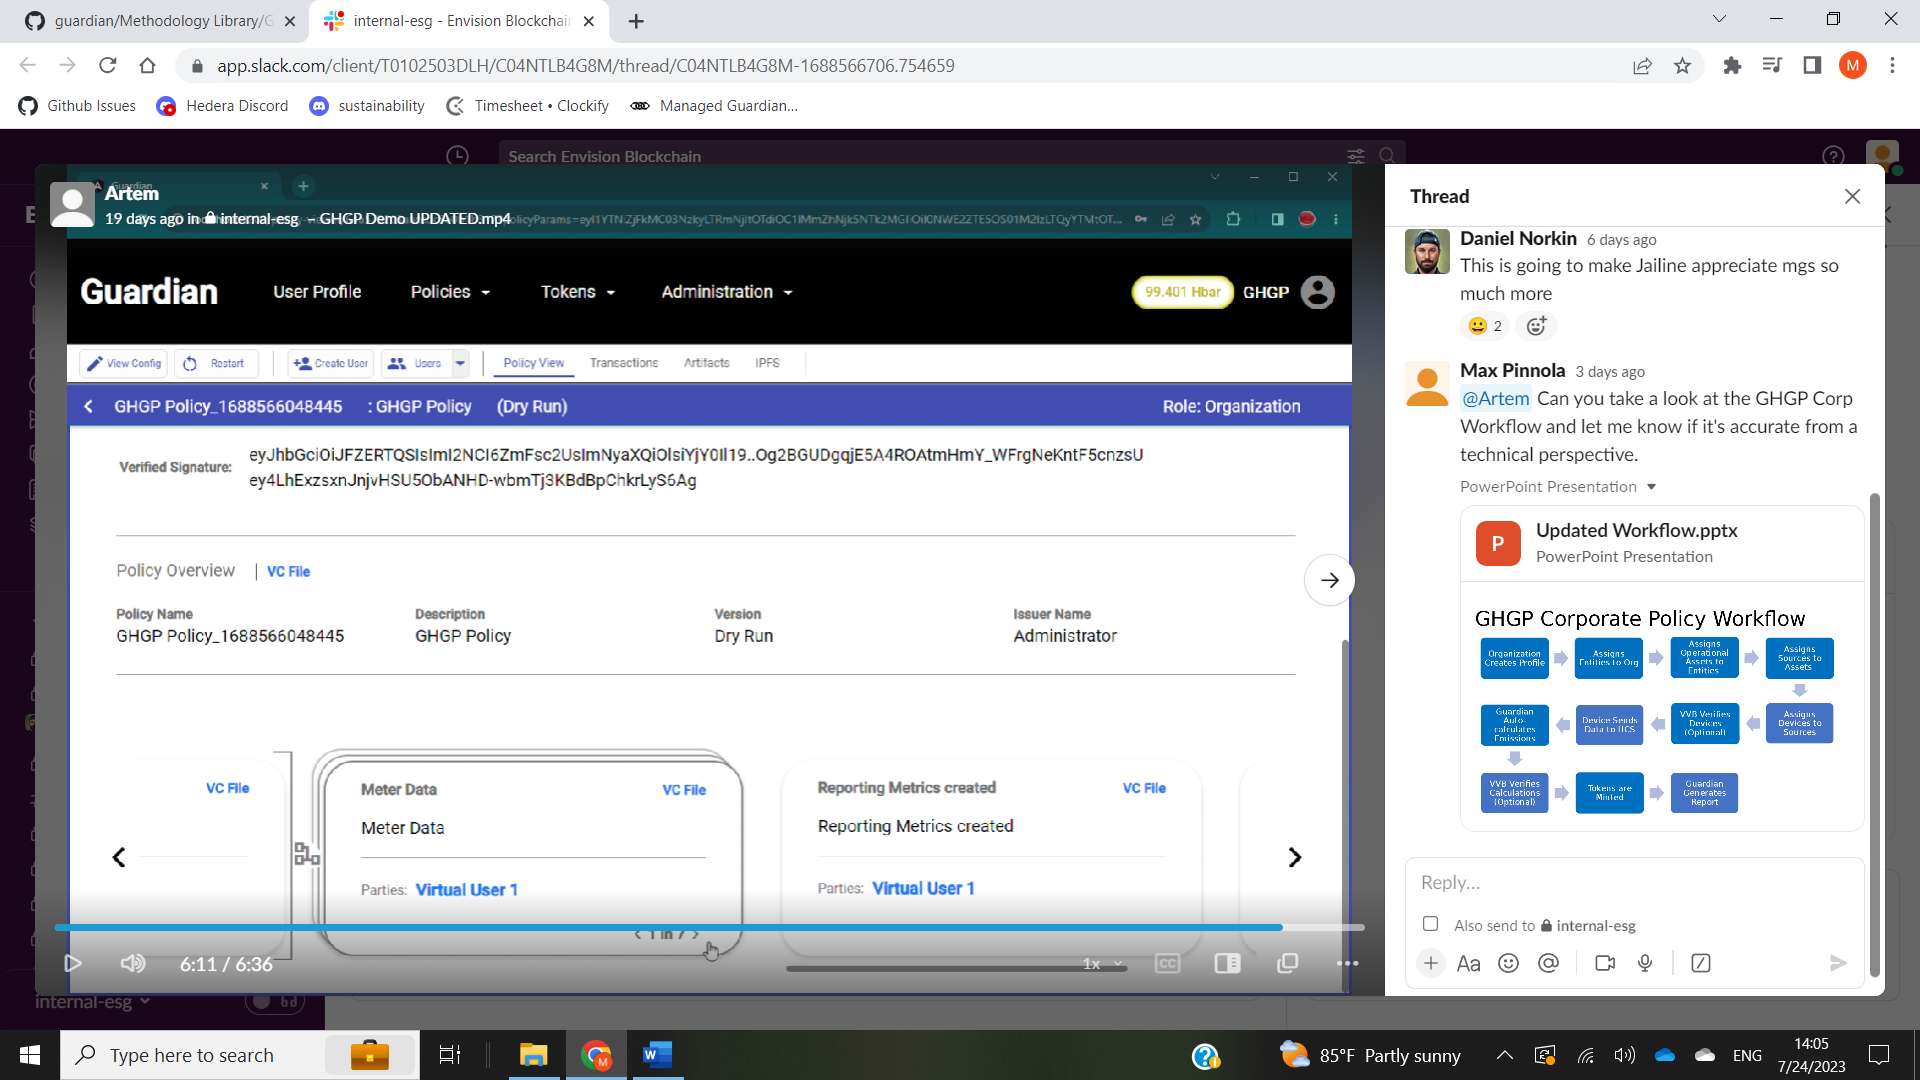 guardian/Methodology Library/G
internal-esg - Envision Blockchain
app.slack.com/client/T0102503DLH/C04NTLB4G8M/thread/C04NTLB4G8M-1688566706.754659
M
Github Issues
Hedera Discord
sustainability
Timesheet • Clockify
Managed Guardian...
Search Envision Blockchain
Artem
19 days ago in internal-esg – GHGP Demo UPDATED.mp4
Guardian
User Profile
Policies
Tokens
Administration
99.401 Hbar
GHGP
View Config
Restart
Create User
Users
Policy View
Transactions
Artifacts
IPFS
GHGP Policy_1688566048445 : GHGP Policy (Dry Run)
Role: Organization
Verified Signature:
Policy Overview | VC File
Policy Name
GHGP Policy_1688566048445
Description
GHGP Policy
Version
Dry Run
Issuer Name
Administrator
VC File
Meter Data
VC File
Meter Data
Parties: Virtual User 1
Reporting Metrics created
VC File
Reporting Metrics created
Parties: Virtual User 1
6:11 / 6:36
1x
CC
internal-esg
Thread
Daniel Norkin 6 days ago
This is going to make Jailine appreciate mgs so
much more
2
Max Pinnola 3 days ago
@Artem Can you take a look at the GHGP Corp
Workflow and let me know if it's accurate from a
technical perspective.
PowerPoint Presentation
P
Updated Workflow.pptx
PowerPoint Presentation
GHGP Corporate Policy Workflow
Organization
Creates Profile
Assigns
Entities to Org
Assigns
Operational
Assets to
Entities
Assigns
Sources to
Assets
Guardian
Auto-
calculates
Emissions
Device Sends
Data to HCS
VVB Verifies
Devices
(Optional)
Assigns
Devices to
Sources
VVB Verifies
Calculations
(Optional)
Tokens are
Minted
Guardian
Generates
Report
Reply...
Also send to internal-esg
Aa
Type here to search
85°F Partly sunny
ENG
14:05
7/24/2023